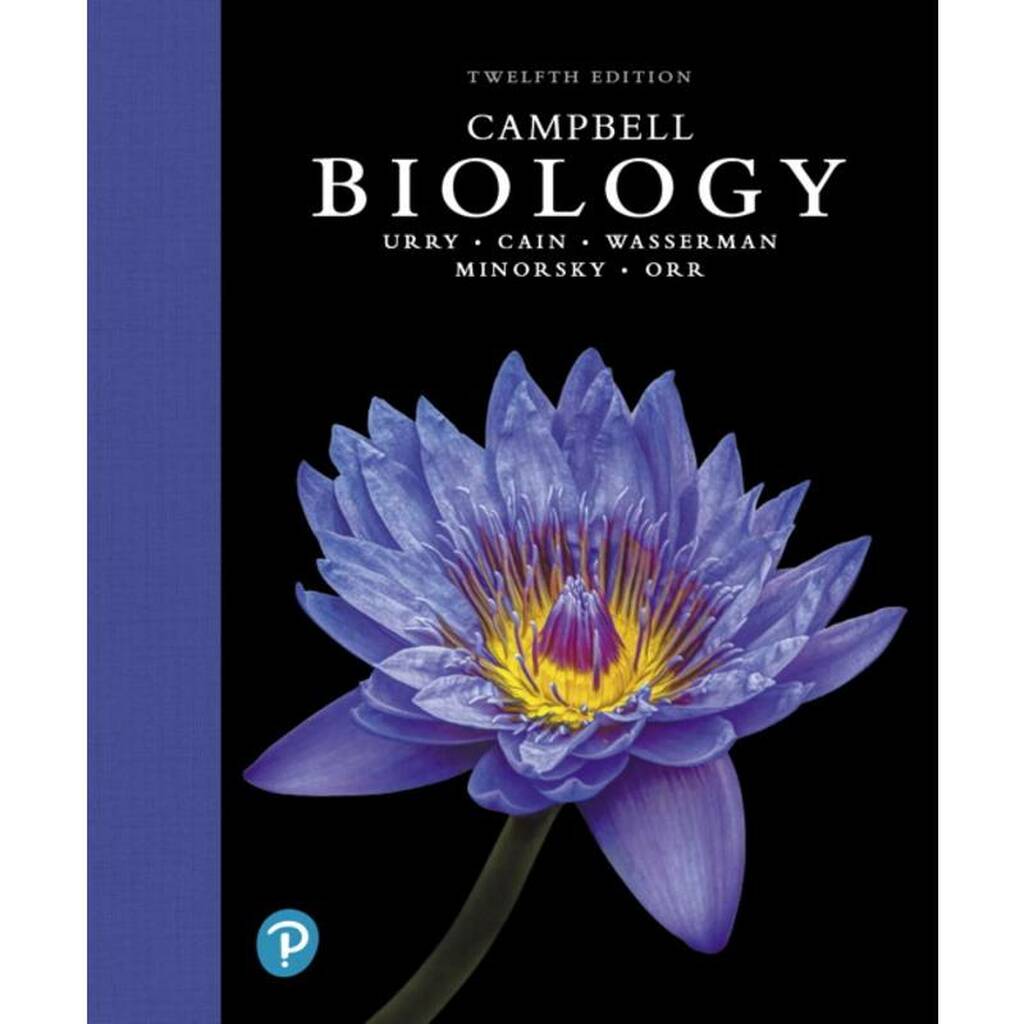 TWELFTH EDITION
CAMPBELL
BIOLOGY
URRY • CAIN • WASSERMAN
MINORSKY • ORR
P